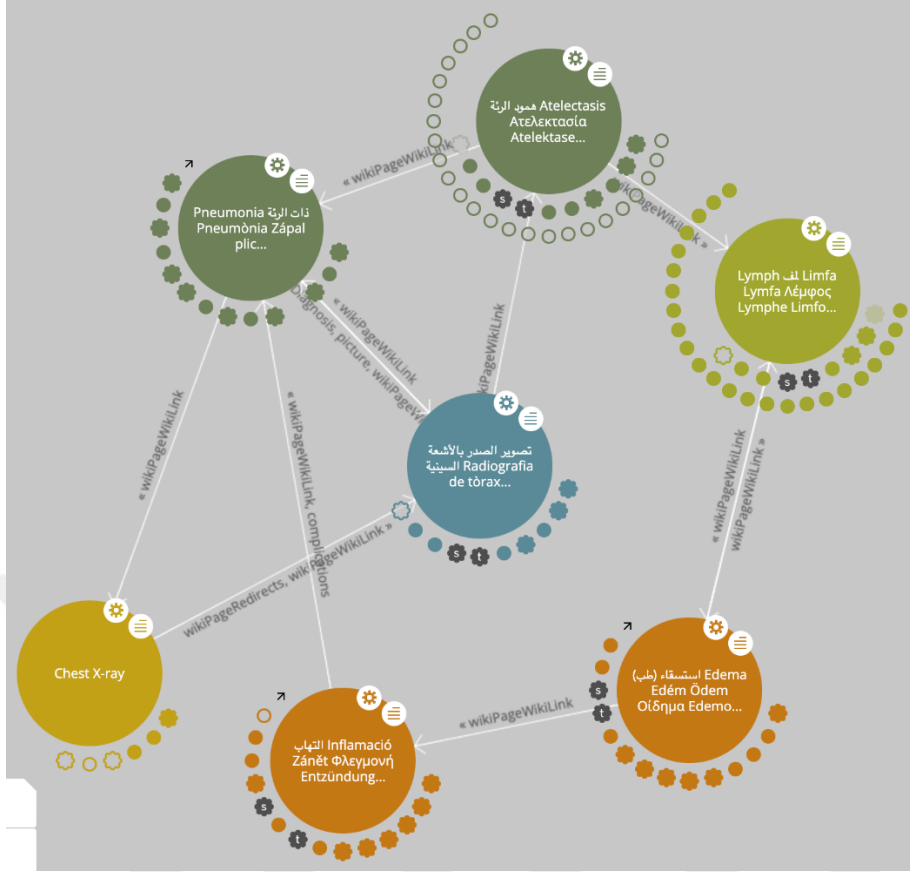 همود الرئة Atelectasis
Ατελεκτασία
Atelektase...
s
t
« wikiPageWikiLink
Pneumonia ذات الرئة
Pneumònia Zápal
plic...
wikiPageWikiLink »
Lymph لمف Limfa
Lymfa Λέμφος
Lymphe Limfo...
s
t
« wikiPageWikiLink
Diagnosis, picture,
wikiPageWikiLink
تصوير الصدر بالأشعة
السينية Radiografia
de tòrax...
s
t
« wikiPageWikiLink
« wikiPageWikiLink, complications
« wikiPageWikiLink
wikiPageWikiLink »
wikiPageRedirects, wikiPageWikiLink »
Chest X-ray
استسقاء (طب) Edema
Edém Ödem
Οίδημα Edemo...
s
t
« wikiPageWikiLink
التهاب Inflamació
Zánět Φλεγμονή
Entzündung...
s
t